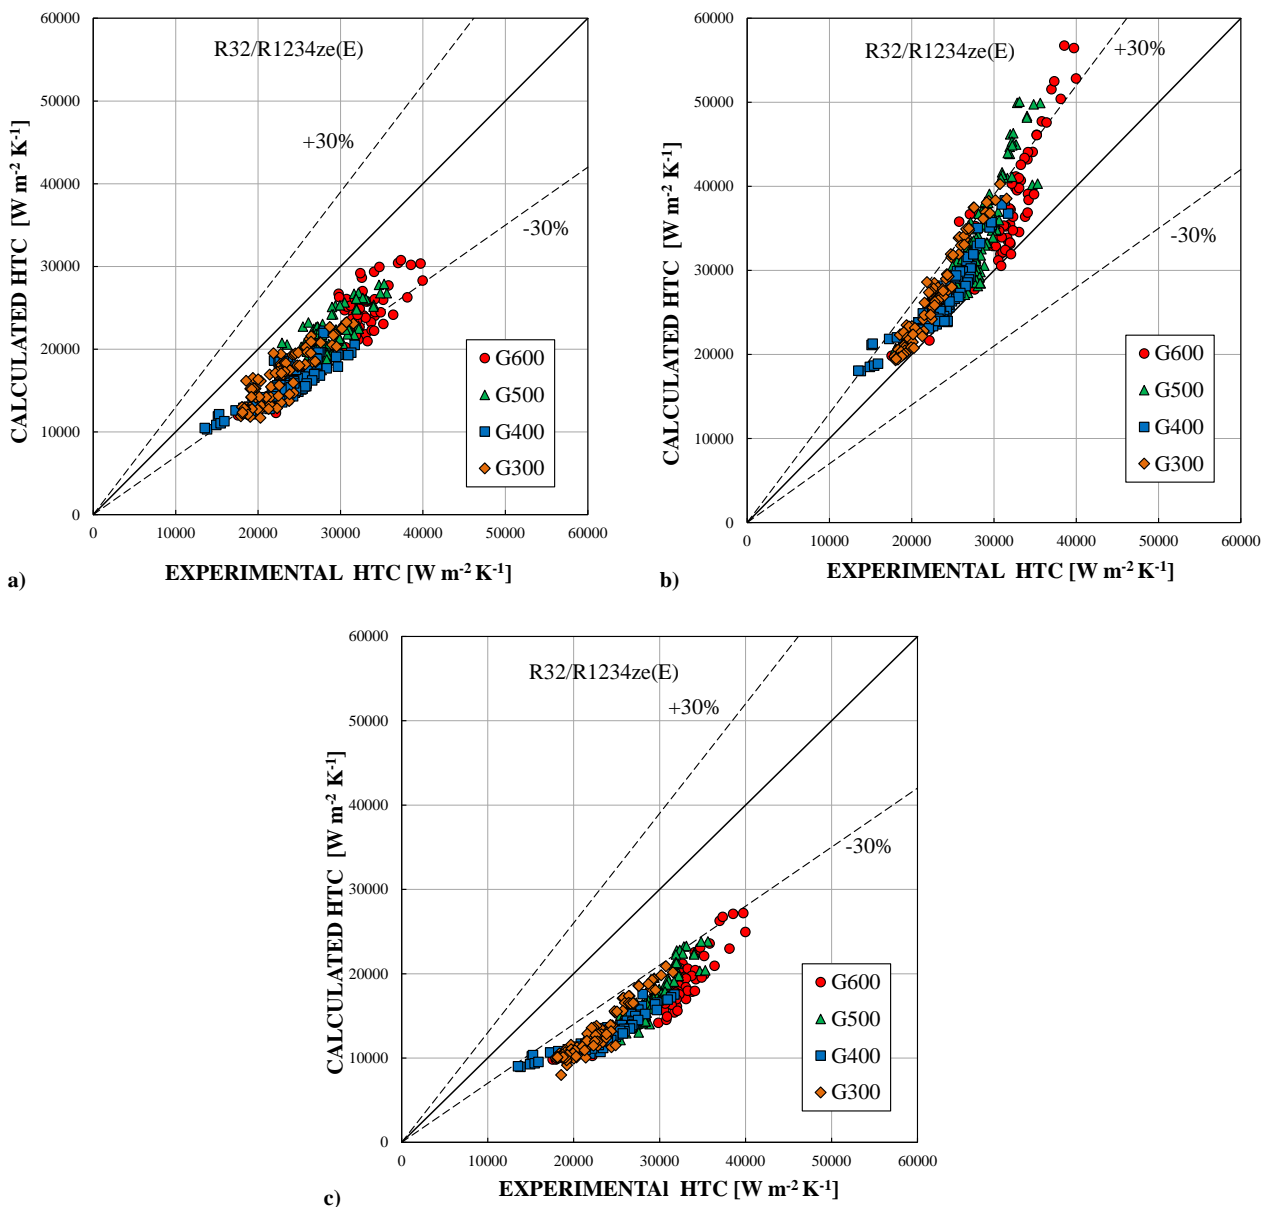 R32/R1234ze(E)
+30%
-30%
CALCULATED HTC [W m-2 K-1]
60000
50000
40000
30000
20000
10000
0
G600
G500
G400
G300
0 10000 20000 30000 40000 50000 60000
EXPERIMENTAL HTC [W m-2 K-1]
a)
R32/R1234ze(E)
+30%
-30%
CALCULATED HTC [W m-2 K-1]
60000
50000
40000
30000
20000
10000
0
G600
G500
G400
G300
0 10000 20000 30000 40000 50000 60000
EXPERIMENTAL HTC [W m-2 K-1]
b)
R32/R1234ze(E)
+30%
-30%
CALCULATED HTC [W m-2 K-1]
60000
50000
40000
30000
20000
10000
0
G600
G500
G400
G300
0 10000 20000 30000 40000 50000 60000
EXPERIMENTAl HTC [W m-2 K-1]
c)